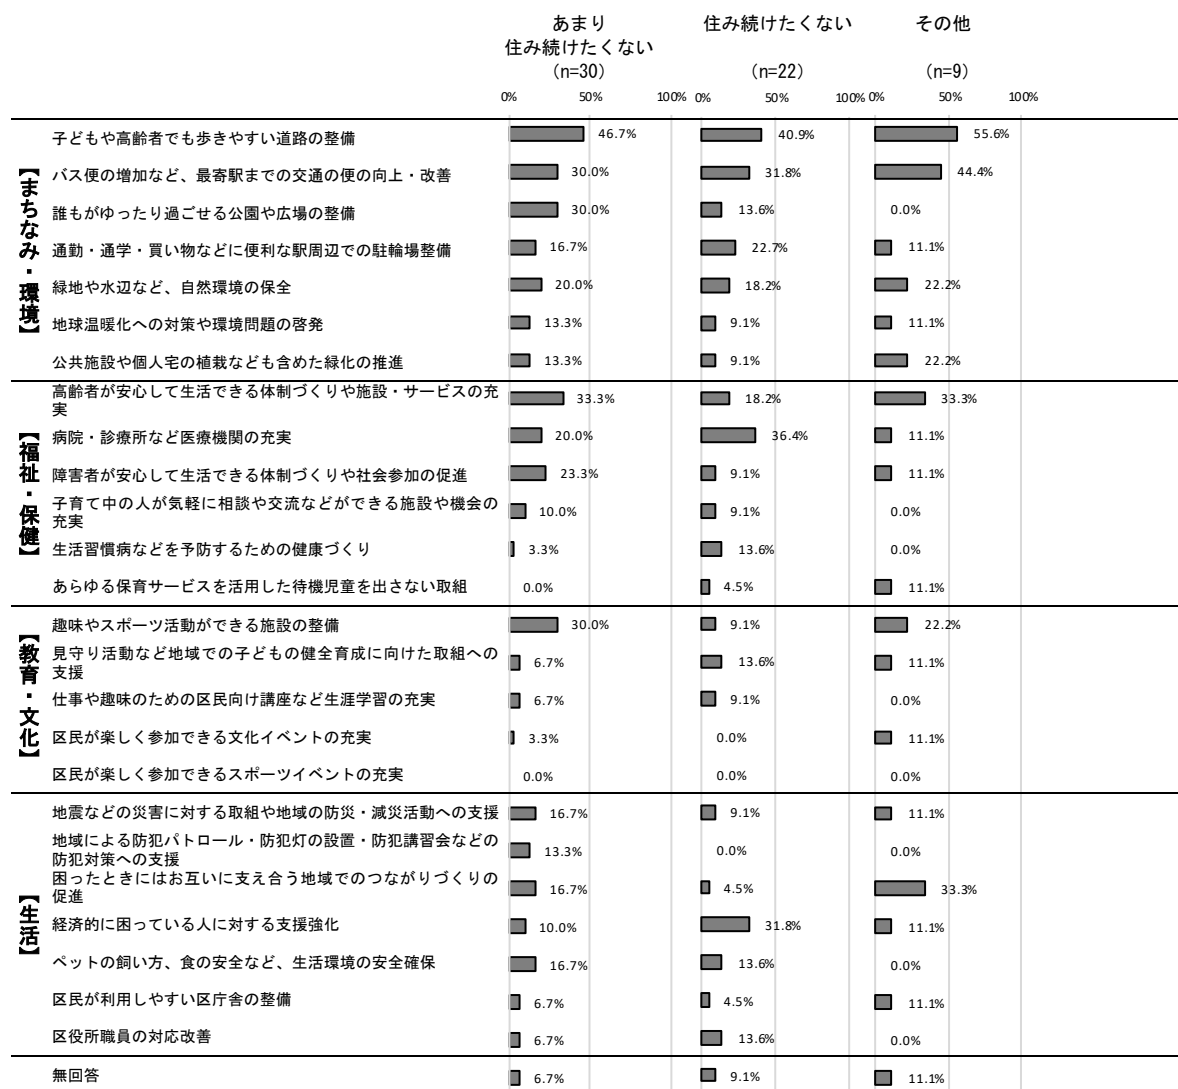 あまり
住み続けたくない
（n=30）
住み続けたくない
（n=22）
その他
（n=9）
0% 50% 100% 0% 50% 100% 0% 50% 100%
【まちなみ・環境】
子どもや高齢者でも歩きやすい道路の整備 46.7% 40.9% 55.6%
バス便の増加など、最寄駅までの交通の便の向上・改善 30.0% 31.8% 44.4%
誰もがゆったり過ごせる公園や広場の整備 30.0% 13.6% 0.0%
通勤・通学・買い物などに便利な駅周辺での駐輪場整備 16.7% 22.7% 11.1%
緑地や水辺など、自然環境の保全 20.0% 18.2% 22.2%
地球温暖化への対策や環境問題の啓発 13.3% 9.1% 11.1%
公共施設や個人宅の植栽なども含めた緑化の推進 13.3% 9.1% 22.2%
【福祉・保健】
高齢者が安心して生活できる体制づくりや施設・サービスの充
実 33.3% 18.2% 33.3%
病院・診療所など医療機関の充実 20.0% 36.4% 11.1%
障害者が安心して生活できる体制づくりや社会参加の促進 23.3% 9.1% 11.1%
子育て中の人が気軽に相談や交流などができる施設や機会の
充実 10.0% 9.1% 0.0%
生活習慣病などを予防するための健康づくり 3.3% 13.6% 0.0%
あらゆる保育サービスを活用した待機児童を出さない取組 0.0% 4.5% 11.1%
【教育・文化】
趣味やスポーツ活動ができる施設の整備 30.0% 9.1% 22.2%
見守り活動など地域での子どもの健全育成に向けた取組への
支援 6.7% 13.6% 11.1%
仕事や趣味のための区民向け講座など生涯学習の充実 6.7% 9.1% 0.0%
区民が楽しく参加できる文化イベントの充実 3.3% 0.0% 11.1%
区民が楽しく参加できるスポーツイベントの充実 0.0% 0.0% 0.0%
【生活】
地震などの災害に対する取組や地域の防災・減災活動への支援 16.7% 9.1% 11.1%
地域による防犯パトロール・防犯灯の設置・防犯講習会などの
防犯対策への支援 13.3% 0.0% 0.0%
困ったときにはお互いに支え合う地域でのつながりづくりの
促進 16.7% 4.5% 33.3%
経済的に困っている人に対する支援強化 10.0% 31.8% 11.1%
ペットの飼い方、食の安全など、生活環境の安全確保 16.7% 13.6% 0.0%
区民が利用しやすい区庁舎の整備 6.7% 4.5% 11.1%
区役所職員の対応改善 6.7% 13.6% 0.0%
無回答 6.7% 9.1% 11.1%